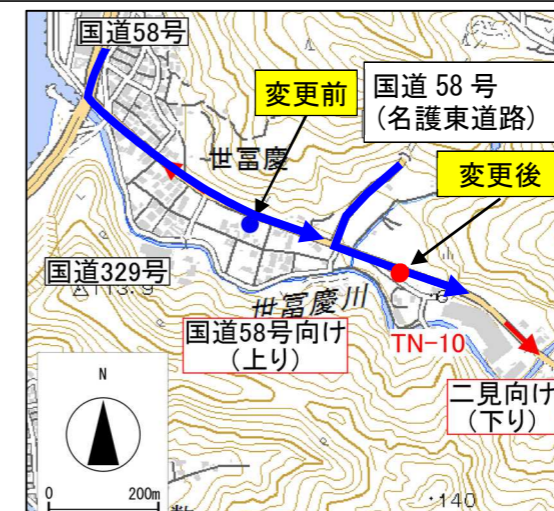 国道58号
変更前
国道 58 号
(名護東道路)
世冨慶
変更後
国道329号
世冨慶川
国道58号向け
(上り)
TN-10
二見向け
(下り)
N
0 200m
・140